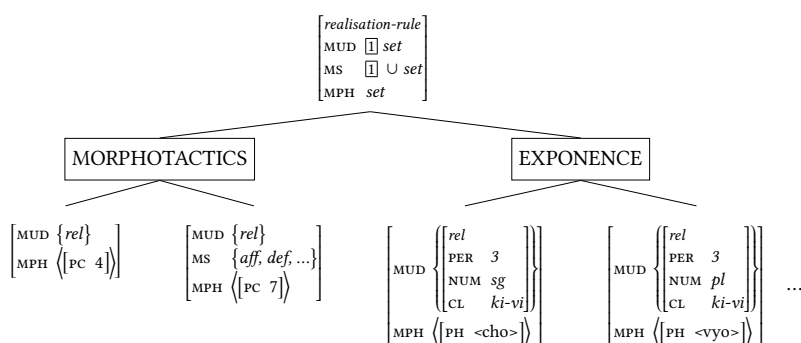 realisation-rule
MUD 1 set
MS 1 ∪ set
MPH set
MORPHOTACTICS
EXPONENCE
MUD {rel}
MPH ⟨[PC 4]⟩
MUD {rel}
MS {aff, def, ...}
MPH ⟨[PC 7]⟩
MUD {[rel
PER 3
NUM sg
CL ki-vi]}
MPH ⟨[PH <cho>]⟩
MUD {[rel
PER 3
NUM pl
CL ki-vi]}
MPH ⟨[PH <vyo>]⟩
...